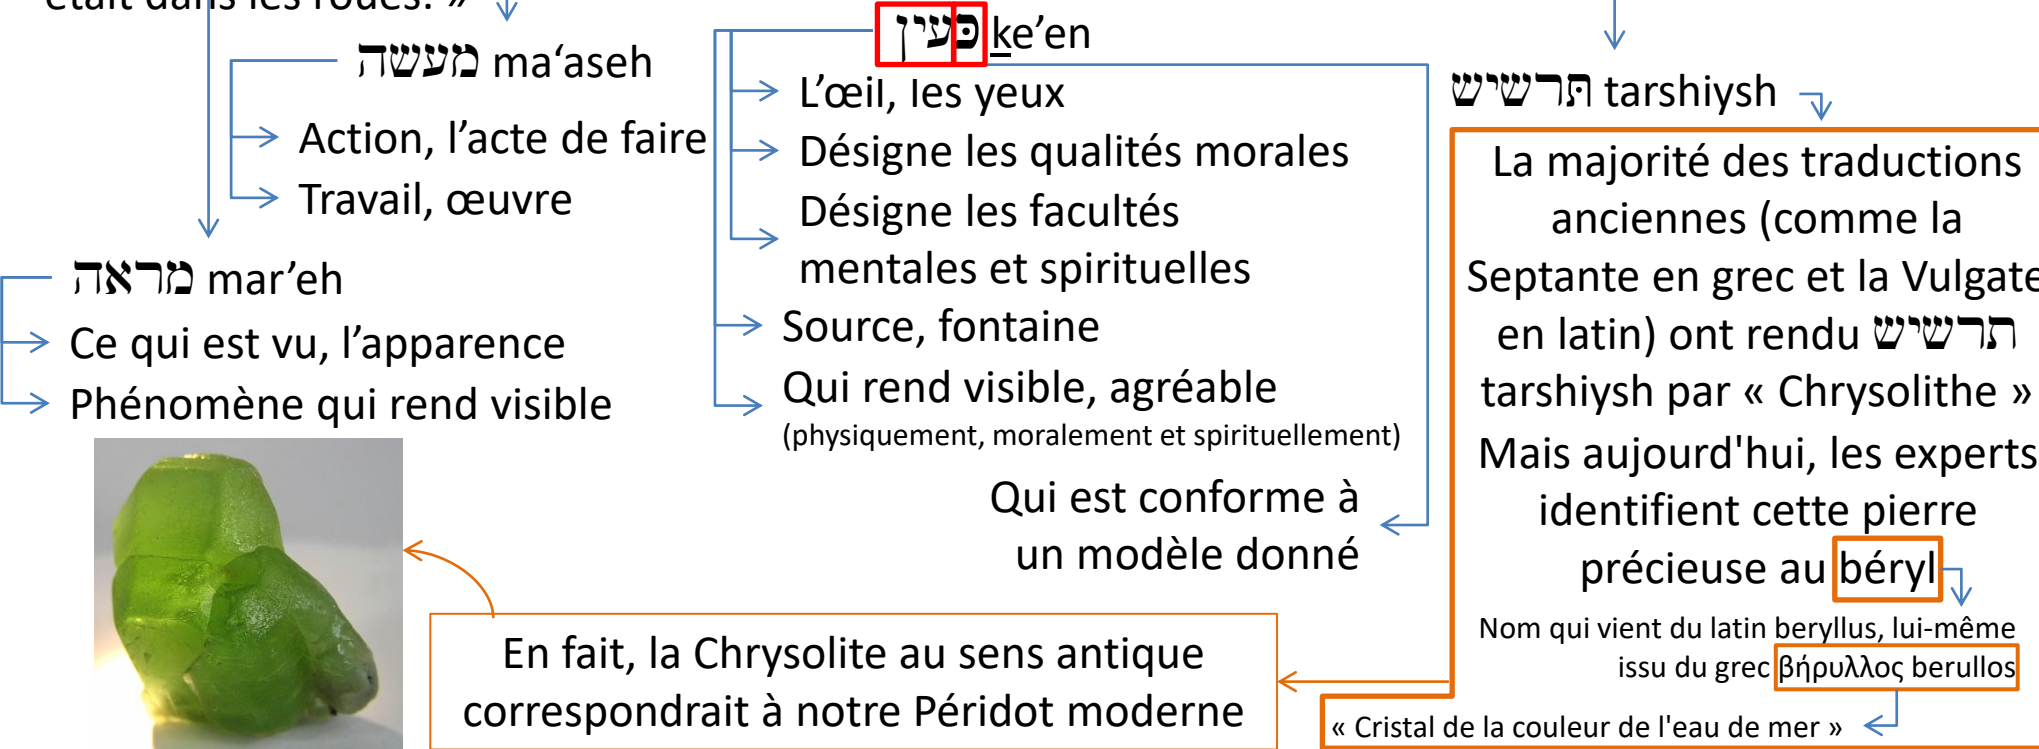 était dans les roues. »
מעשה ma‘aseh
Action, l’acte de faire
Travail, œuvre
מראה mar’eh
Ce qui est vu, l’apparence
Phénomène qui rend visible
כּעין ke’en
L’œil, les yeux
Désigne les qualités morales
Désigne les facultés
mentales et spirituelles
Source, fontaine
Qui rend visible, agréable
(physiquement, moralement et spirituellement)
Qui est conforme à
un modèle donné
En fait, la Chrysolite au sens antique
correspondrait à notre Péridot moderne
תּרשיש tarshiysh
La majorité des traductions
anciennes (comme la
Septante en grec et la Vulgate
en latin) ont rendu תרשיש
tarshiysh par « Chrysolithe »
Mais aujourd'hui, les experts
identifient cette pierre
précieuse au béryl
Nom qui vient du latin beryllus, lui-même
issu du grec βήρυλλος berullos
« Cristal de la couleur de l'eau de mer »